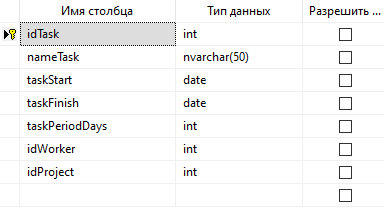 Имя столбца Тип данных Разрешить ...
idTask int
nameTask nvarchar(50)
taskStart date
taskFinish date
taskPeriodDays int
idWorker int
idProject int